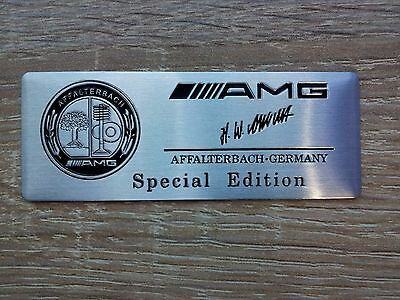 AFFALTERBACH
AMG
AMG
AFFALTERBACH-GERMANY
Special Edition